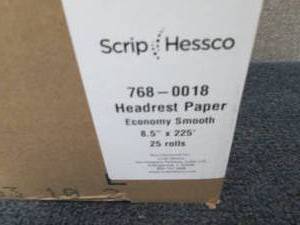 Scrip Hessco
768-0018
Headrest Paper
Economy Smooth
8.5" x 225'
25 rolls